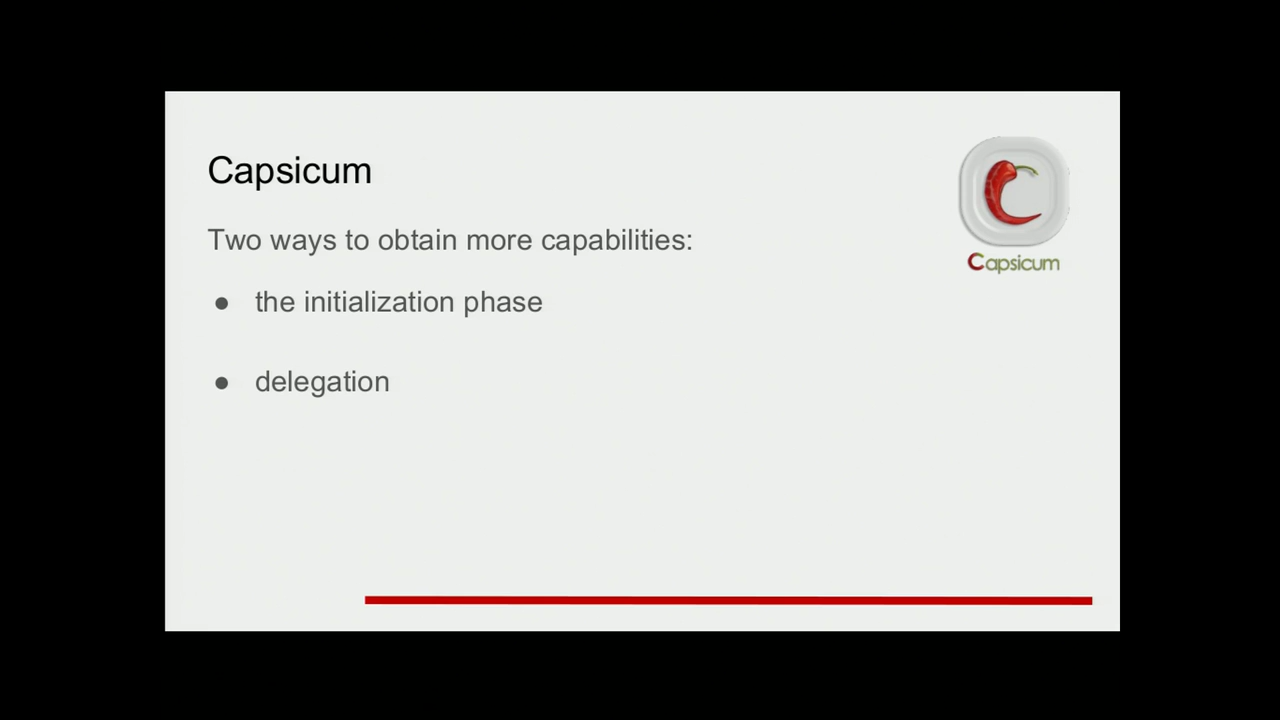 Capsicum
Two ways to obtain more capabilities:
● the initialization phase
● delegation
Capsicum